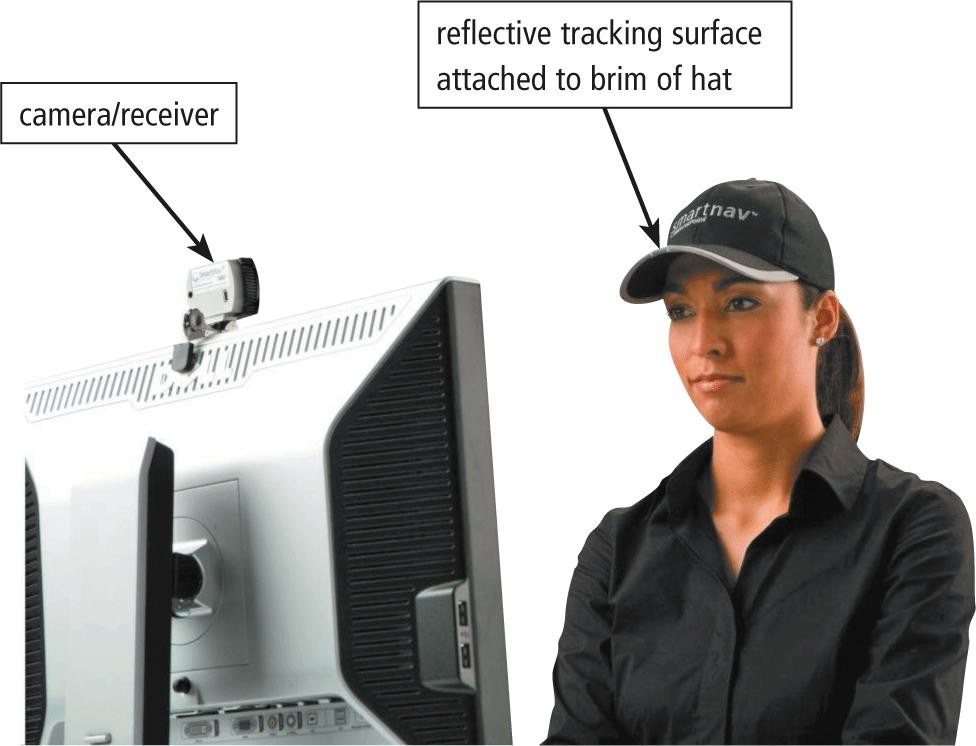 reflective tracking surface
attached to brim of hat
camera/receiver
smartnav